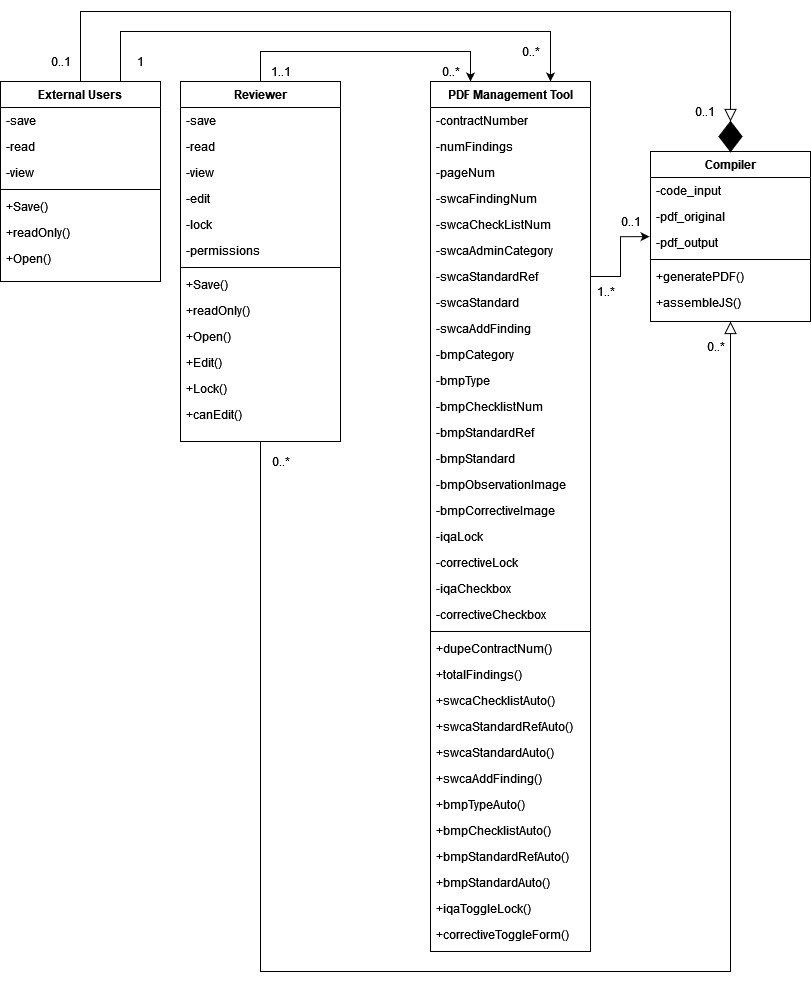 0..1
1
External Users
-save
-read
-view
+Save()
+readOnly()
+Open()
1..1
Reviewer
-save
-read
-view
-edit
-lock
-permissions
+Save()
+readOnly()
+Open()
+Edit()
+Lock()
+canEdit()
0..*
0..*
0..*
PDF Management Tool
-contractNumber
-numFindings
-pageNum
-swcaFindingNum
-swcaCheckListNum
-swcaAdminCategory
-swcaStandardRef
-swcaStandard
-swcaAddFinding
-bmpCategory
-bmpType
-bmpChecklistNum
-bmpStandardRef
-bmpStandard
-bmpObservationImage
-bmpCorrectiveImage
-iqaLock
-correctiveLock
-iqaCheckbox
-correctiveCheckbox
+dupeContractNum()
+totalFindings()
+swcaChecklistAuto()
+swcaStandardRefAuto()
+swcaStandardAuto()
+swcaAddFinding()
+bmpTypeAuto()
+bmpChecklistAuto()
+bmpStandardRefAuto()
+bmpStandardAuto()
+iqaToggleLock()
+correctiveToggleForm()
0..1
1..*
0..1
Compiler
-code_input
-pdf_original
-pdf_output
+generatePDF()
+assembleJS()
0..*